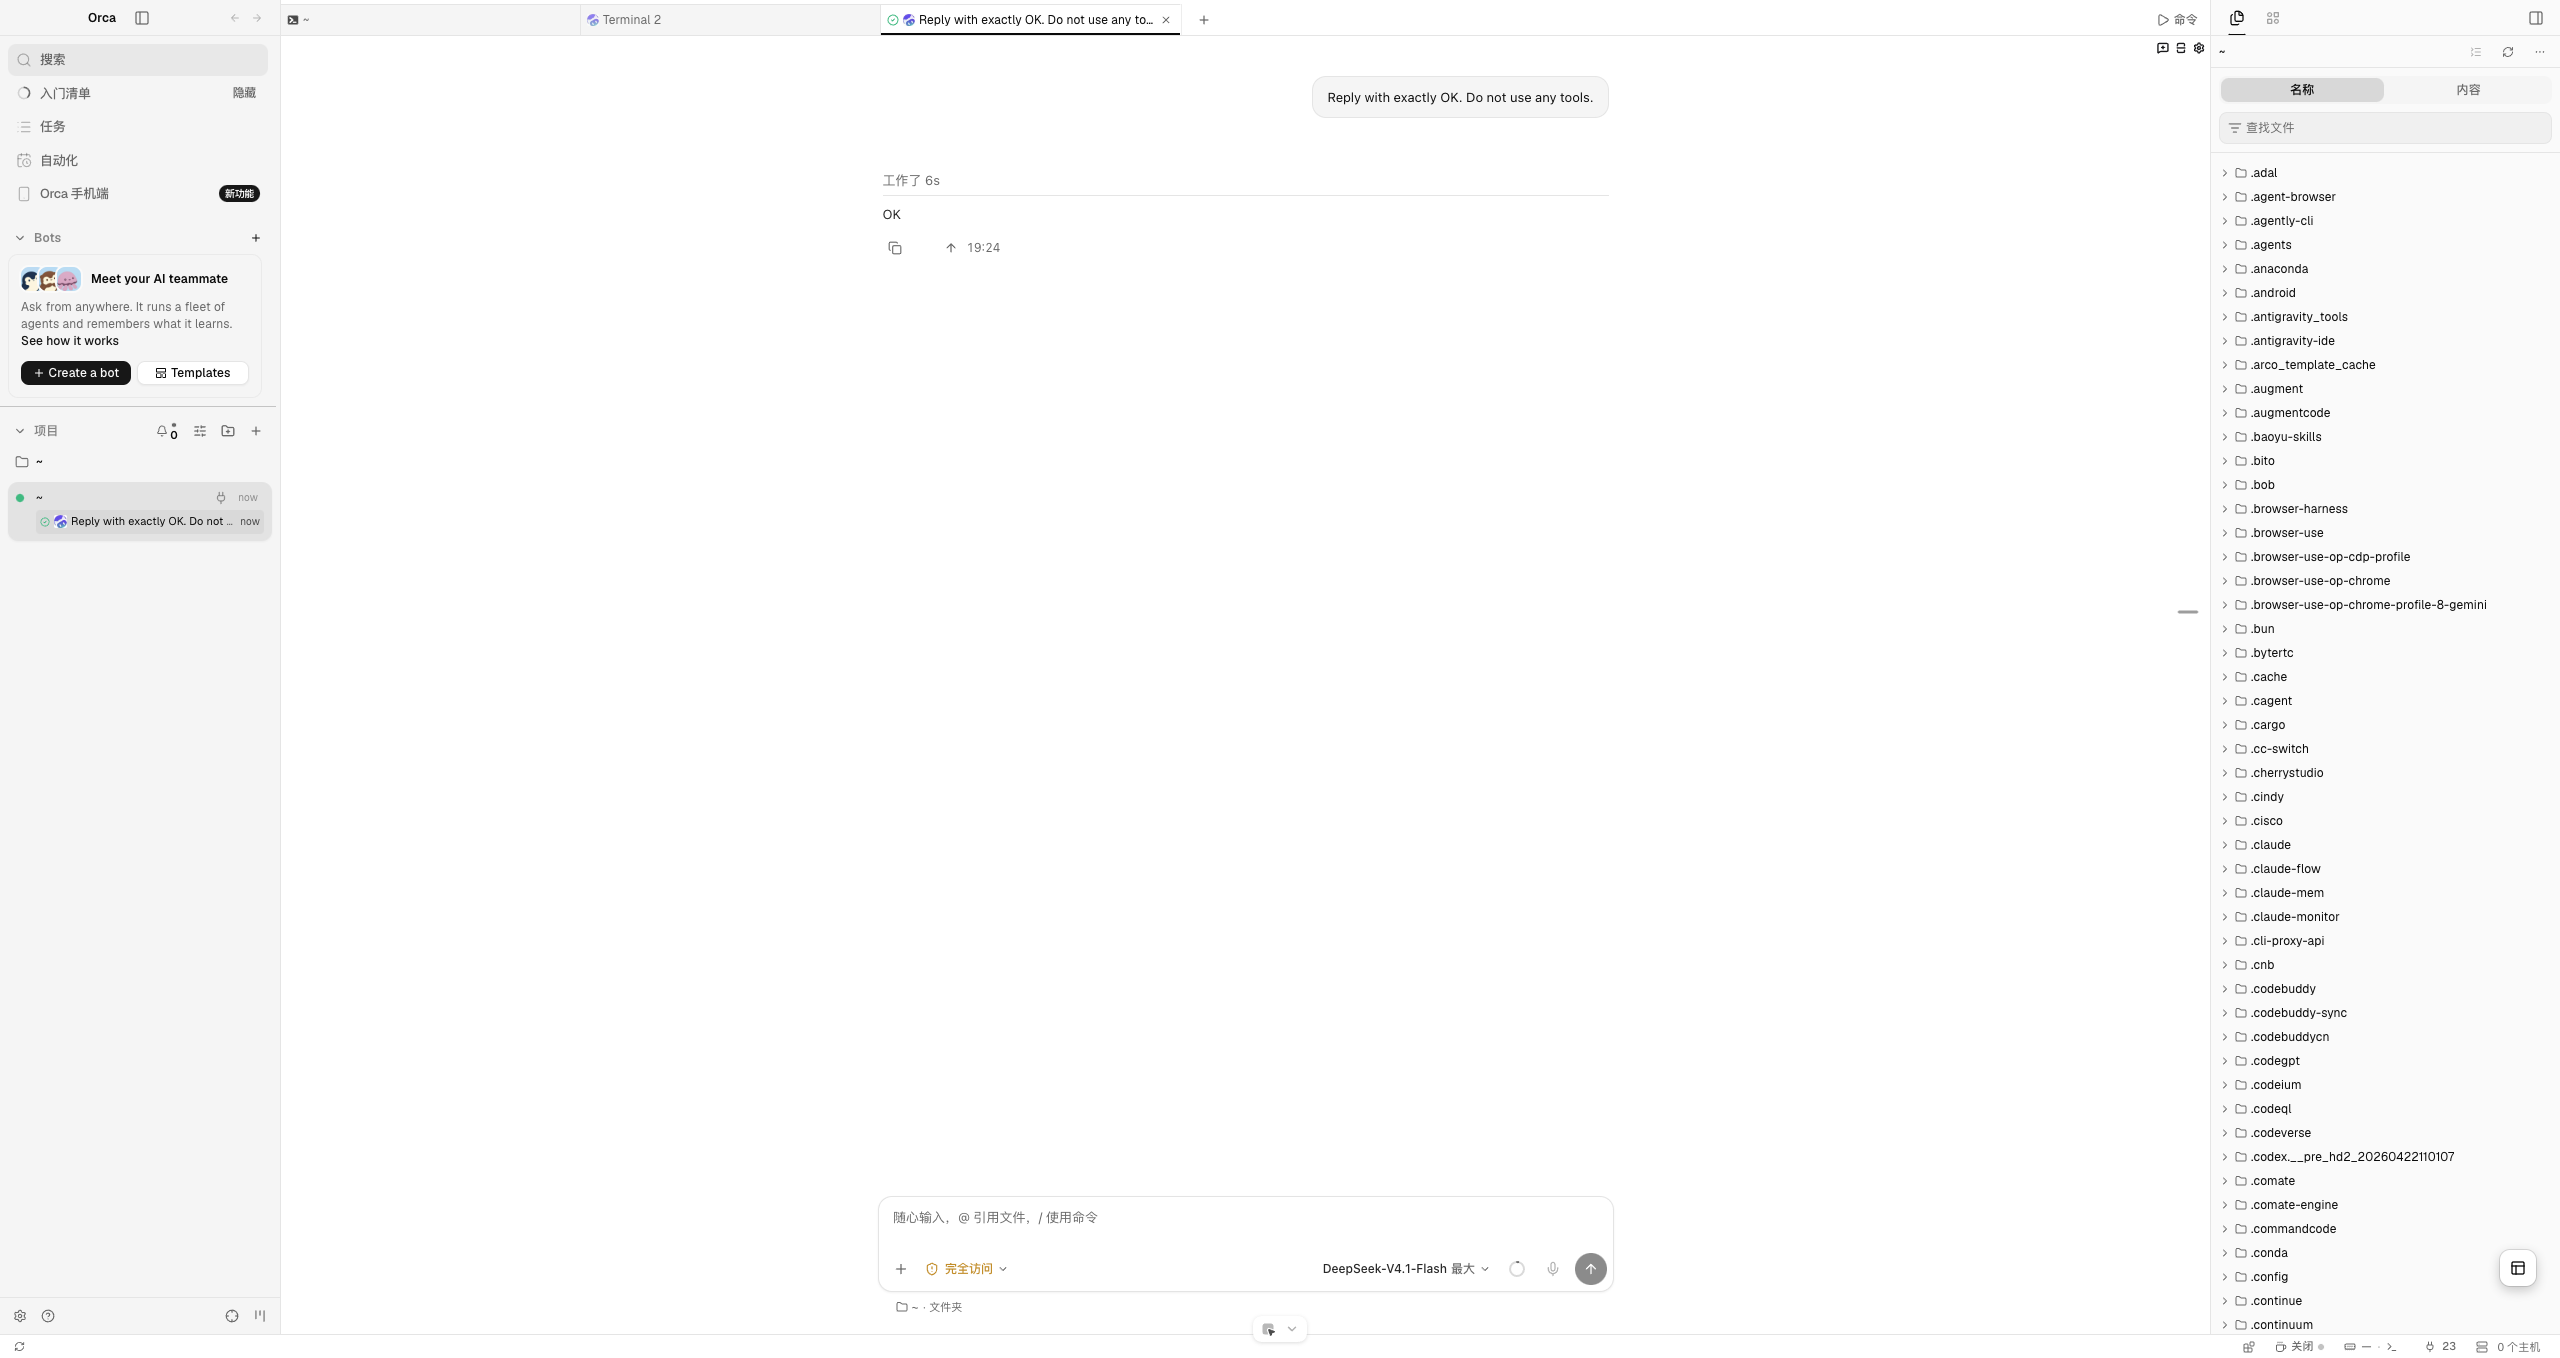 Orca
~
Terminal 2
Reply with exactly OK. Do not use any to...
命令
搜索
入门清单
隐藏
任务
自动化
Orca 手机端
新功能
Bots
Meet your AI teammate
Ask from anywhere. It runs a fleet of
agents and remembers what it learns.
See how it works
Create a bot
Templates
项目
0
~
~
now
Reply with exactly OK. Do not ...
now
Reply with exactly OK. Do not use any tools.
工作了 6s
OK
19:24
随心输入，@ 引用文件，/ 使用命令
完全访问
DeepSeek-V4.1-Flash 最大
~ · 文件夹
~
名称
内容
查找文件
.adal
.agent-browser
.agently-cli
.agents
.anaconda
.android
.antigravity_tools
.antigravity-ide
.arco_template_cache
.augment
.augmentcode
.baoyu-skills
.bito
.bob
.browser-harness
.browser-use
.browser-use-op-cdp-profile
.browser-use-op-chrome
.browser-use-op-chrome-profile-8-gemini
.bun
.bytertc
.cache
.cagent
.cargo
.cc-switch
.cherrystudio
.cindy
.cisco
.claude
.claude-flow
.claude-mem
.claude-monitor
.cli-proxy-api
.cnb
.codebuddy
.codebuddy-sync
.codebuddycn
.codegpt
.codeium
.codeql
.codeverse
.codex.__pre_hd2_20260422110107
.comate
.comate-engine
.commandcode
.conda
.config
.continue
.continuum
关闭
23
0 个主机